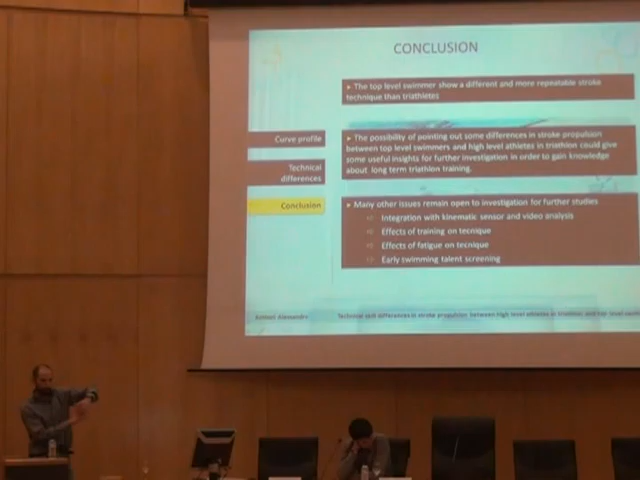 CONCLUSION
The top level swimmer show a different and more repeatable stroke
technique than triathletes
Curve profile
Technical
differences
Conclusion
The possibility of pointing out some differences in stroke propulsion
between top level swimmers and high level athletes in triathlon could give
some useful insights for further investigation in order to gain knowledge
about long term triathlon training.
Many other issues remain open to investigation for further studies
Integration with kinematic sensor and video analysis
Effects of training on tecnique
Effects of fatigue on tecnique
Early swimming talent screening
Alessandro
Technical skill differences in stroke propulsion between high level athletes in triathlon and top level